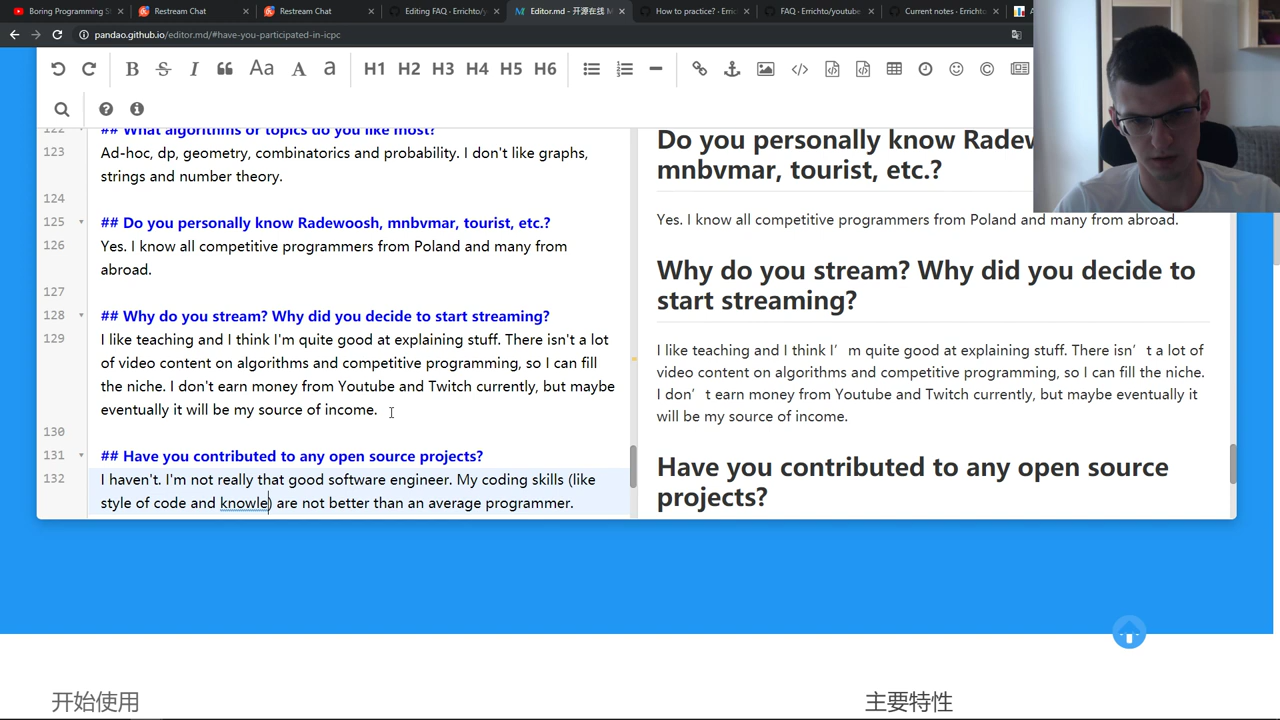 Boring Programming S
Restream Chat
Restream Chat
Editing FAQ - Errichto/y
Editor.md - 开源在线 M
How to practice? · Erric
FAQ · Errichto/youtube
Current notes · Errichto
pandao.github.io/editor.md/#have-you-participated-in-icpc
B S I Aa A a H1 H2 H3 H4 H5 H6
122 ## What algorithms or topics do you like most?
123 Ad-hoc, dp, geometry, combinatorics and probability. I don't like graphs,
strings and number theory.
124
125 ## Do you personally know Radewoosh, mnbvmar, tourist, etc.?
126 Yes. I know all competitive programmers from Poland and many from
abroad.
127
128 ## Why do you stream? Why did you decide to start streaming?
129 I like teaching and I think I'm quite good at explaining stuff. There isn't a lot
of video content on algorithms and competitive programming, so I can fill
the niche. I don't earn money from Youtube and Twitch currently, but maybe
eventually it will be my source of income.
130
131 ## Have you contributed to any open source projects?
132 I haven't. I'm not really that good software engineer. My coding skills (like
style of code and knowle) are not better than an average programmer.
Do you personally know Radew
mnbvmar, tourist, etc.?
Yes. I know all competitive programmers from Poland and many from abroad.
Why do you stream? Why did you decide to
start streaming?
I like teaching and I think I’m quite good at explaining stuff. There isn’t a lot of
video content on algorithms and competitive programming, so I can fill the niche.
I don’t earn money from Youtube and Twitch currently, but maybe eventually it
will be my source of income.
Have you contributed to any open source
projects?
开始使用
主要特性